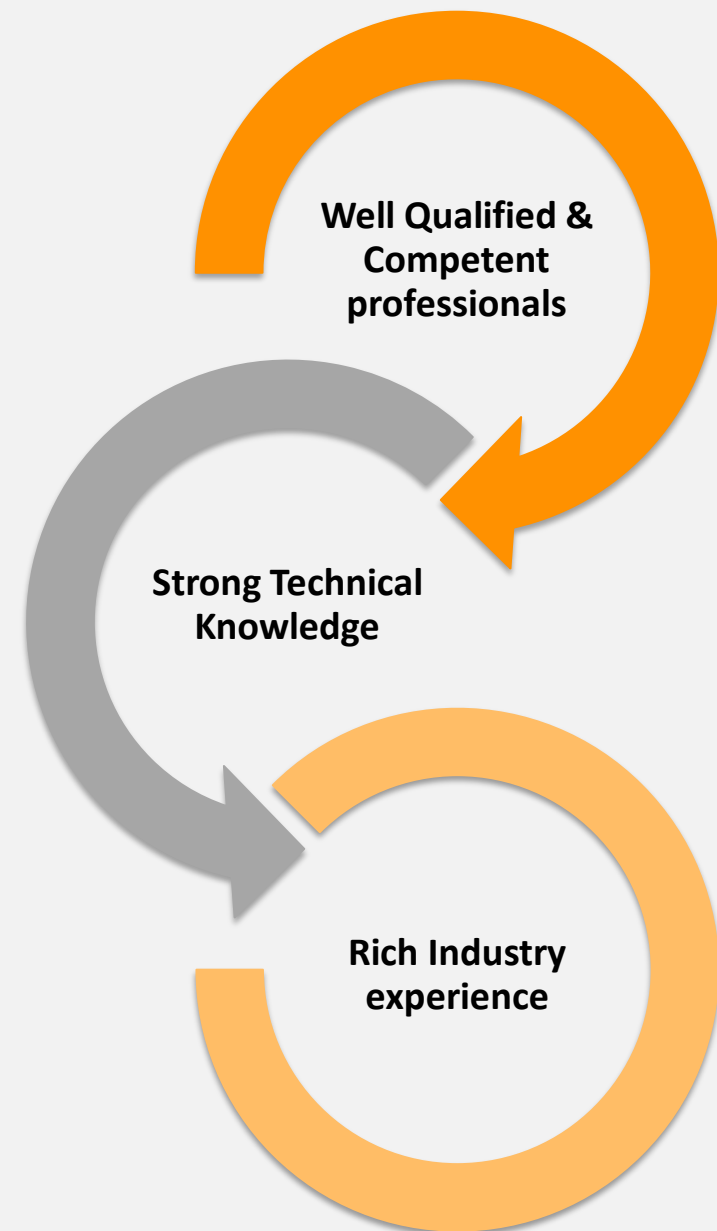 Well Qualified &
Competent
professionals
Strong Technical
Knowledge
Rich Industry
experience